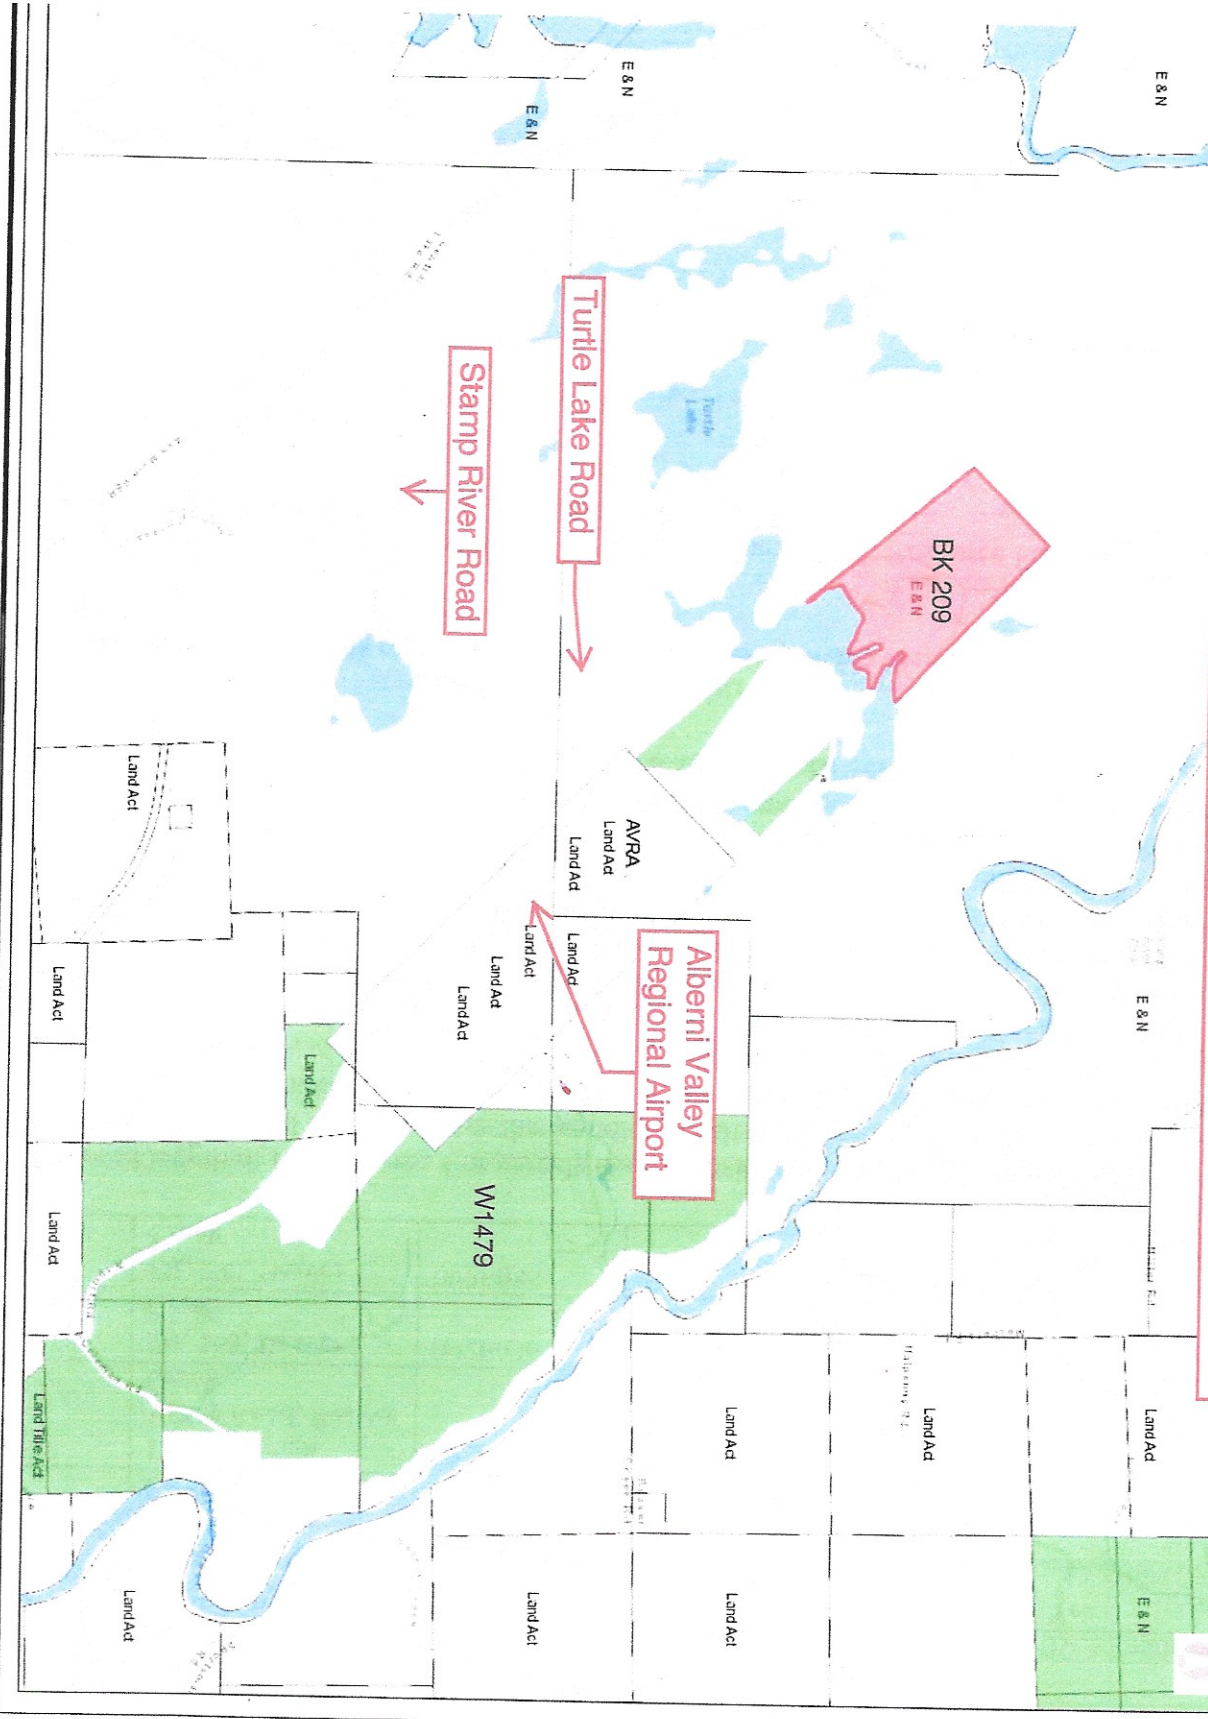 E & N
E & N
E & N
Turtle Lake Road
Stamp River Road
Turtle
Lake
BK 209
E & N
Land Act
AVRA
Land Act
Land Act
Land Act
Land Act
Land Act
Land Act
Land Act
Alberni Valley
Regional Airport
E & N
Land Act
W1479
Land Act
Land Title Act
Land Act
Land Act
Land Act
Land Act
Land Act
Land Act
E & N